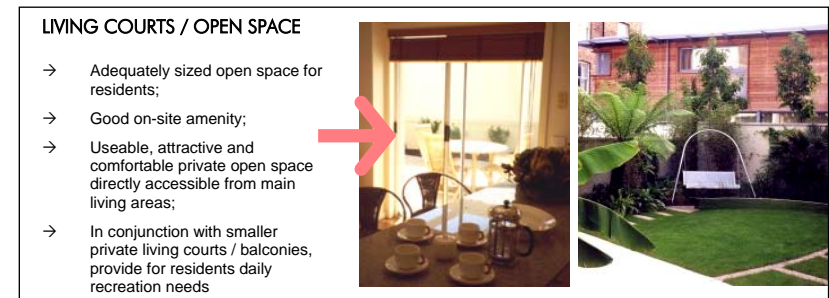 LIVING COURTS / OPEN SPACE
→ Adequately sized open space for
residents;
→ Good on-site amenity;
→ Useable, attractive and
comfortable private open space
directly accessible from main
living areas;
→ In conjunction with smaller
private living courts / balconies,
provide for residents daily
recreation needs